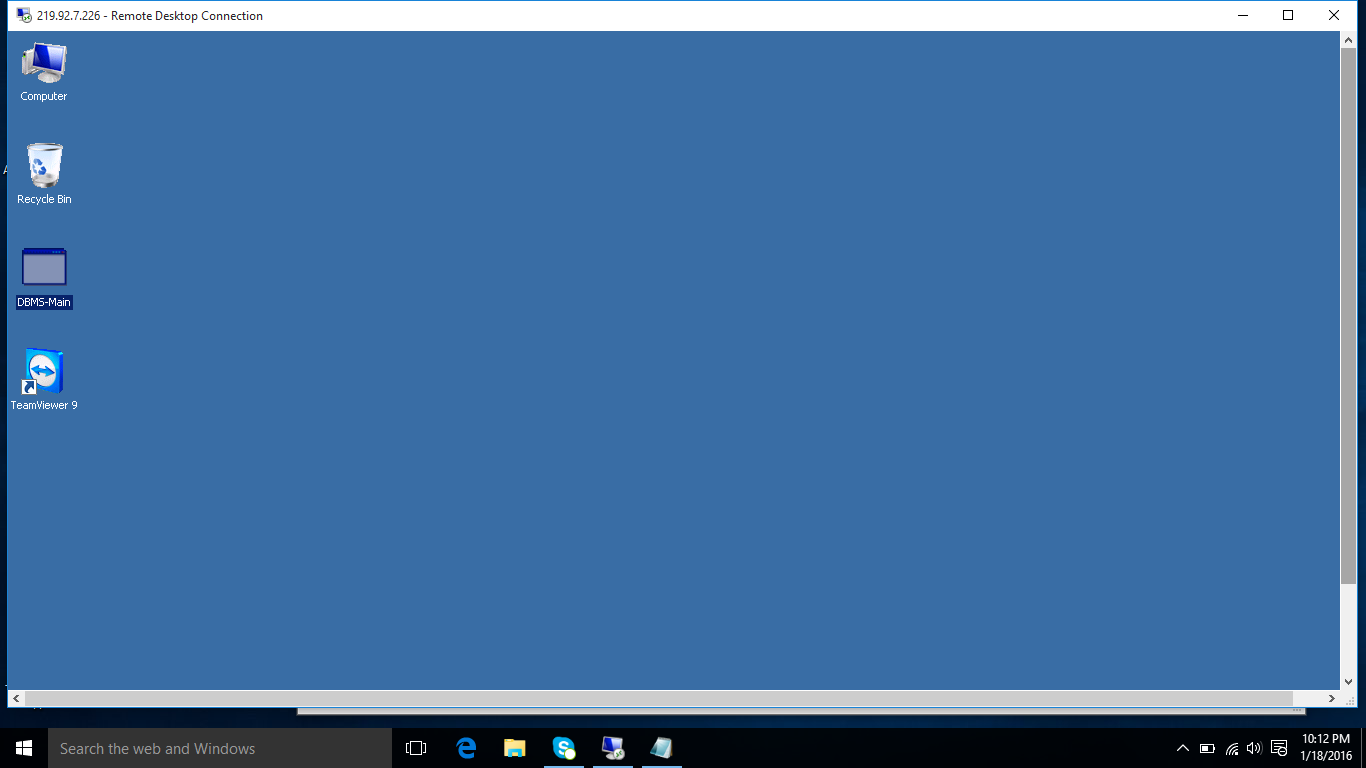 219.92.7.226 - Remote Desktop Connection
Computer
Recycle Bin
DBMS-Main
TeamViewer 9
Search the web and Windows
10:12 PM
1/18/2016